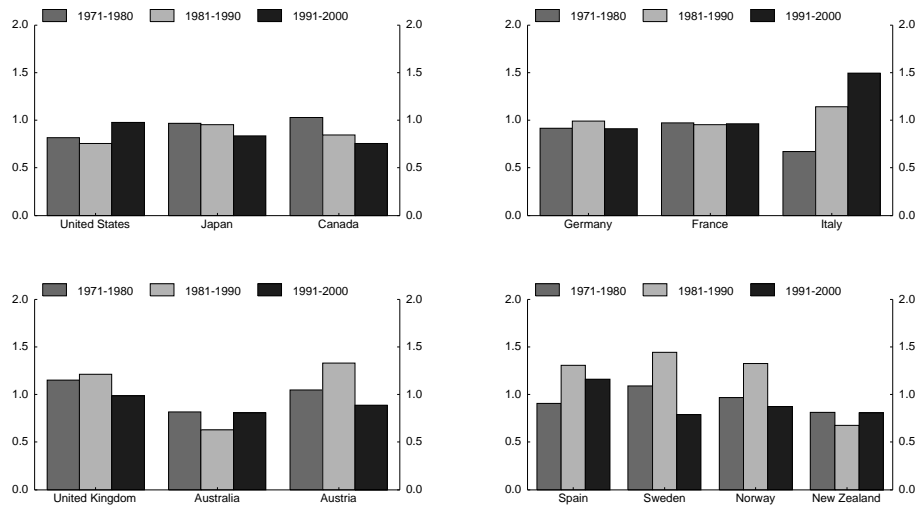 1971-1980 1981-1990 1991-2000
2.0 2.0
1.5 1.5
1.0 1.0
0.5 0.5
0.0 0.0
United States Japan Canada
1971-1980 1981-1990 1991-2000
2.0 2.0
1.5 1.5
1.0 1.0
0.5 0.5
0.0 0.0
Germany France Italy
1971-1980 1981-1990 1991-2000
2.0 2.0
1.5 1.5
1.0 1.0
0.5 0.5
0.0 0.0
United Kingdom Australia Austria
1971-1980 1981-1990 1991-2000
2.0 2.0
1.5 1.5
1.0 1.0
0.5 0.5
0.0 0.0
Spain Sweden Norway New Zealand